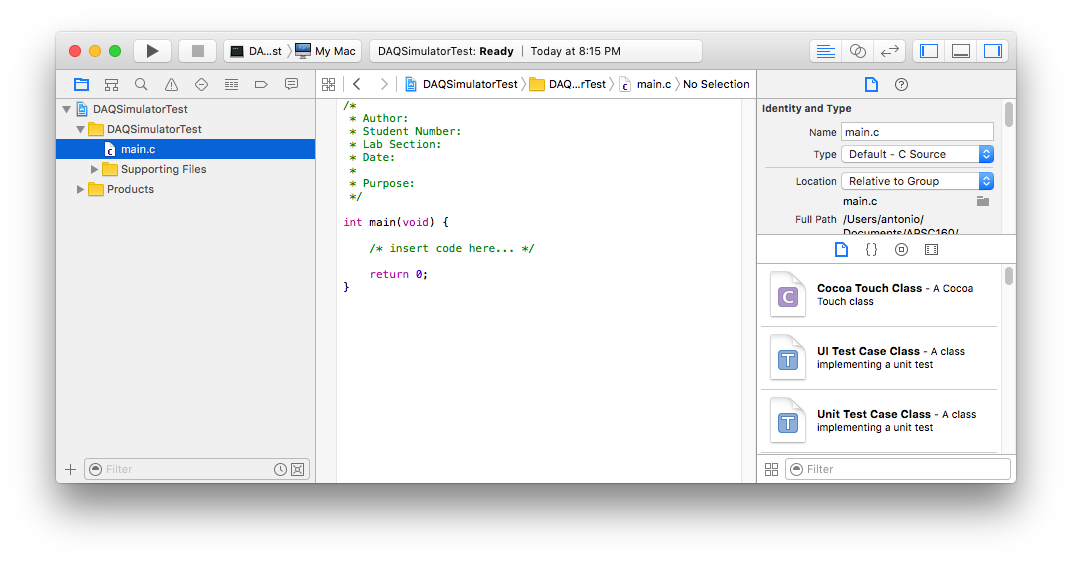 DA...st 〉 My Mac
DAQSimulatorTest: Ready | Today at 8:15 PM
DAQSimulatorTest 〉 DAQ...rTest 〉 main.c 〉 No Selection
DAQSimulatorTest
DAQSimulatorTest
main.c
Supporting Files
Products
Filter
/*
* Author:
* Student Number:
* Lab Section:
* Date:
*
* Purpose:
*/
int main(void) {
/* insert code here... */
return 0;
}
Identity and Type
Name main.c
Type Default - C Source
Location Relative to Group
main.c
Full Path /Users/antonio/
Documents/APSC160/
{}
C
Cocoa Touch Class - A Cocoa
Touch class
T
UI Test Case Class - A class
implementing a unit test
T
Unit Test Case Class - A class
implementing a unit test
Filter